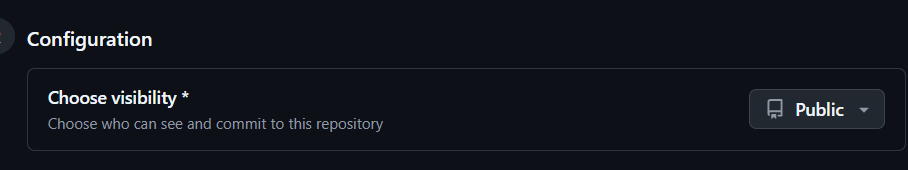 Configuration
Choose visibility *
Choose who can see and commit to this repository
Public